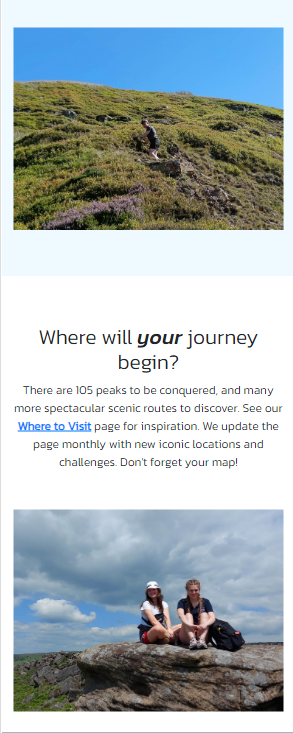 Where will your journey
begin?
There are 105 peaks to be conquered, and many
more spectacular scenic routes to discover. See our
Where to Visit page for inspiration. We update the
page monthly with new iconic locations and
challenges. Don't forget your map!